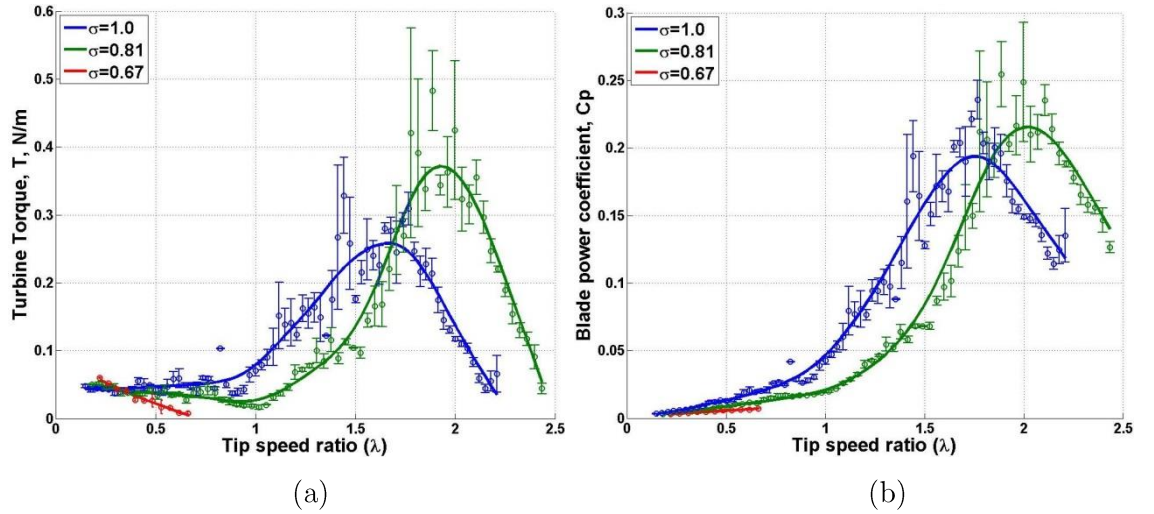 0.6
0.5
0.4
0.3
0.2
0.1
0
0
0.5
1
1.5
2
2.5
Turbine Torque, T, N/m
Tip speed ratio (λ)
σ=1.0
σ=0.81
σ=0.67
(a)
0.3
0.25
0.2
0.15
0.1
0.05
0
0
0.5
1
1.5
2
2.5
Blade power coefficient, Cp
Tip speed ratio (λ)
σ=1.0
σ=0.81
σ=0.67
(b)